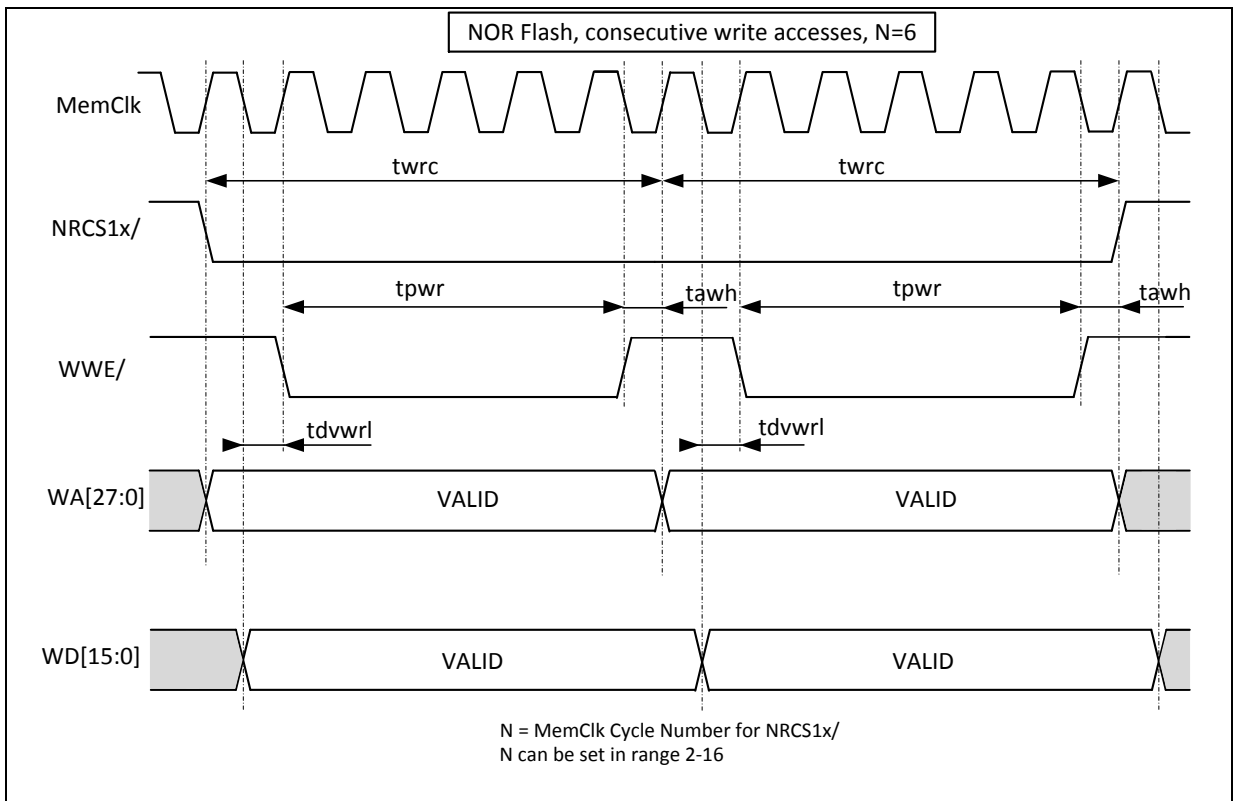 NOR Flash, consecutive write accesses, N=6
MemClk
twrc twrc
NRCS1x/
tpwr tawh tpwr tawh
WWE/
tdvwrl tdvwrl
WA[27:0] VALID VALID
WD[15:0] VALID VALID
N = MemClk Cycle Number for NRCS1x/
N can be set in range 2-16